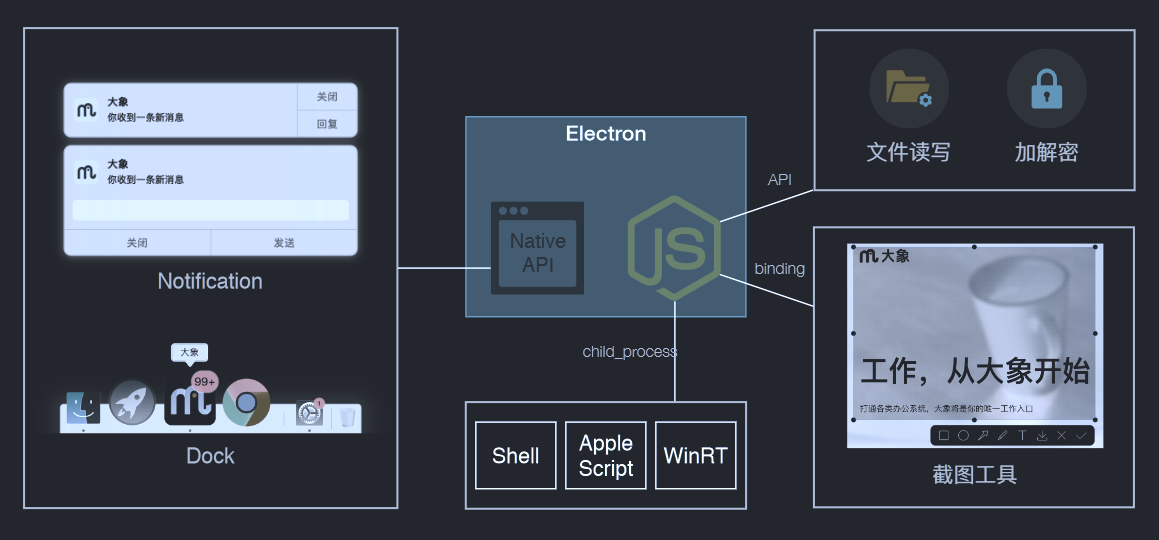 大象
你收到一条新消息
关闭
回复
大象
你收到一条新消息
关闭
发送
Notification
大象
99+
1
Dock
Electron
Native
API
JS
API
binding
child_process
Shell
Apple
Script
WinRT
文件读写
加解密
大象
工作，从大象开始
打通各类办公系统，大象将是你的唯一工作入口
T
截图工具